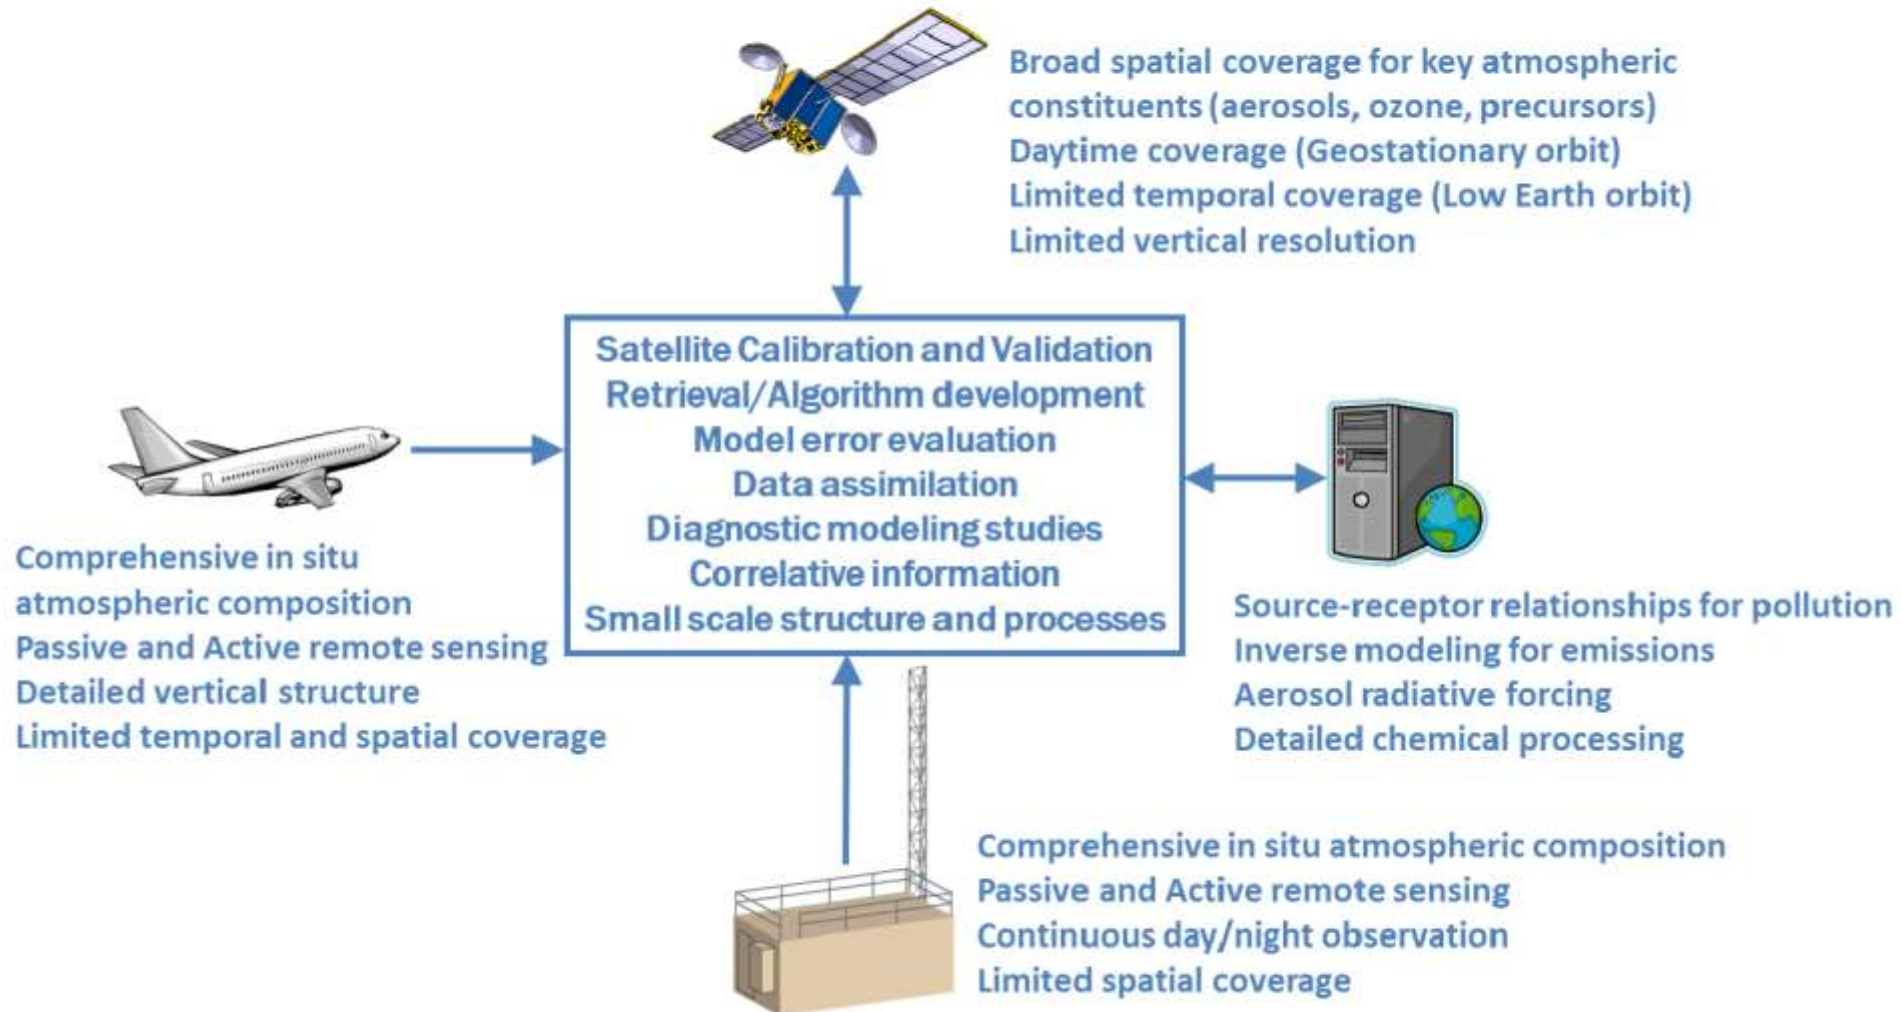 Broad spatial coverage for key atmospheric
constituents (aerosols, ozone, precursors)
Daytime coverage (Geostationary orbit)
Limited temporal coverage (Low Earth orbit)
Limited vertical resolution
Satellite Calibration and Validation
Retrieval/Algorithm development
Model error evaluation
Data assimilation
Diagnostic modeling studies
Correlative information
Small scale structure and processes
Comprehensive in situ
atmospheric composition
Passive and Active remote sensing
Detailed vertical structure
Limited temporal and spatial coverage
Source-receptor relationships for pollution
Inverse modeling for emissions
Aerosol radiative forcing
Detailed chemical processing
Comprehensive in situ atmospheric composition
Passive and Active remote sensing
Continuous day/night observation
Limited spatial coverage